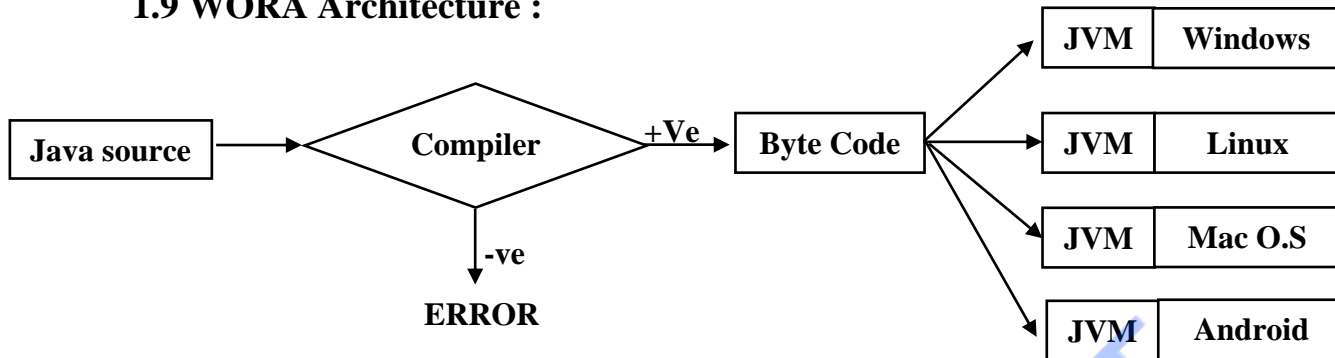 1.9 WORA Architecture :
JVM Windows
Java source Compiler +Ve Byte Code JVM Linux
-ve JVM Mac O.S
ERROR JVM Android